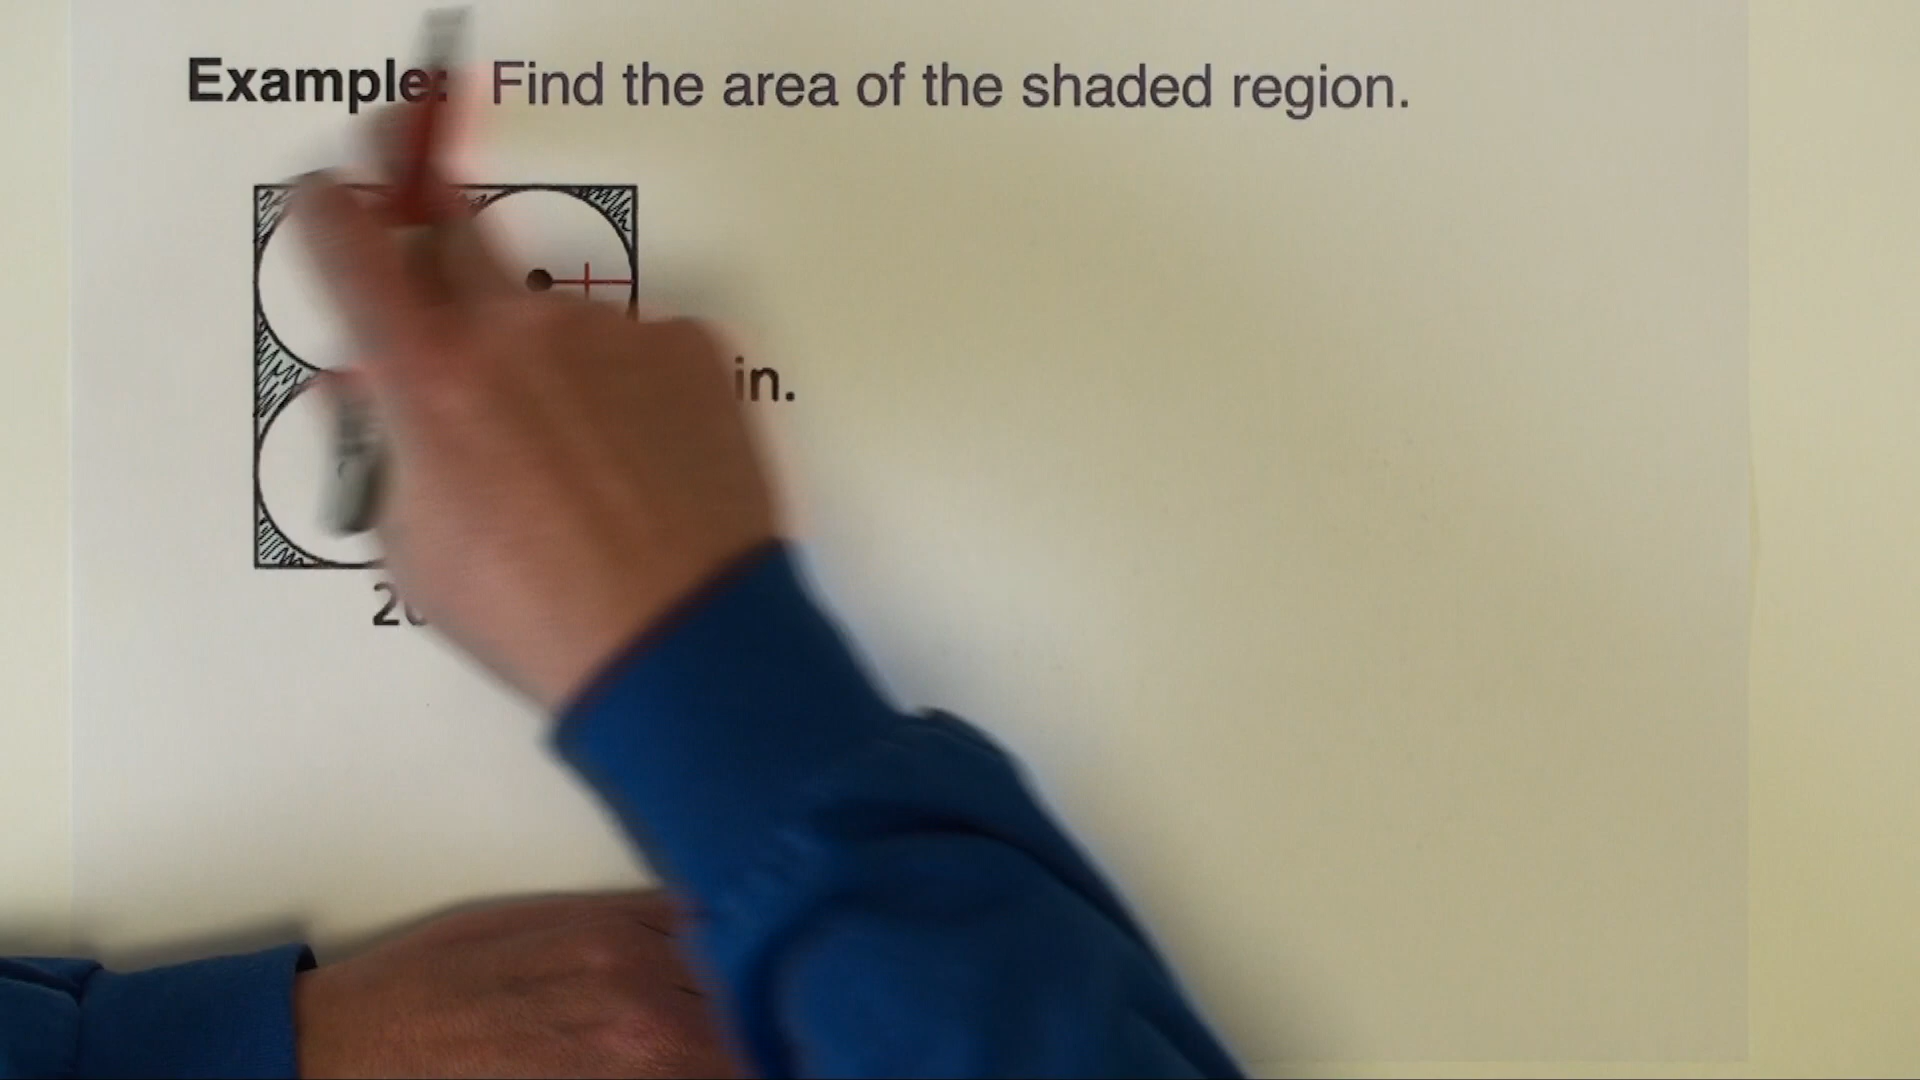 Example: Find the area of the shaded region.
in.